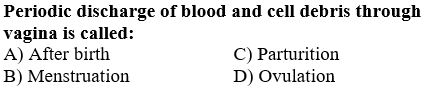 Periodic discharge of blood and cell debris through
vagina is called:
A) After birth C) Parturition
B) Menstruation D) Ovulation